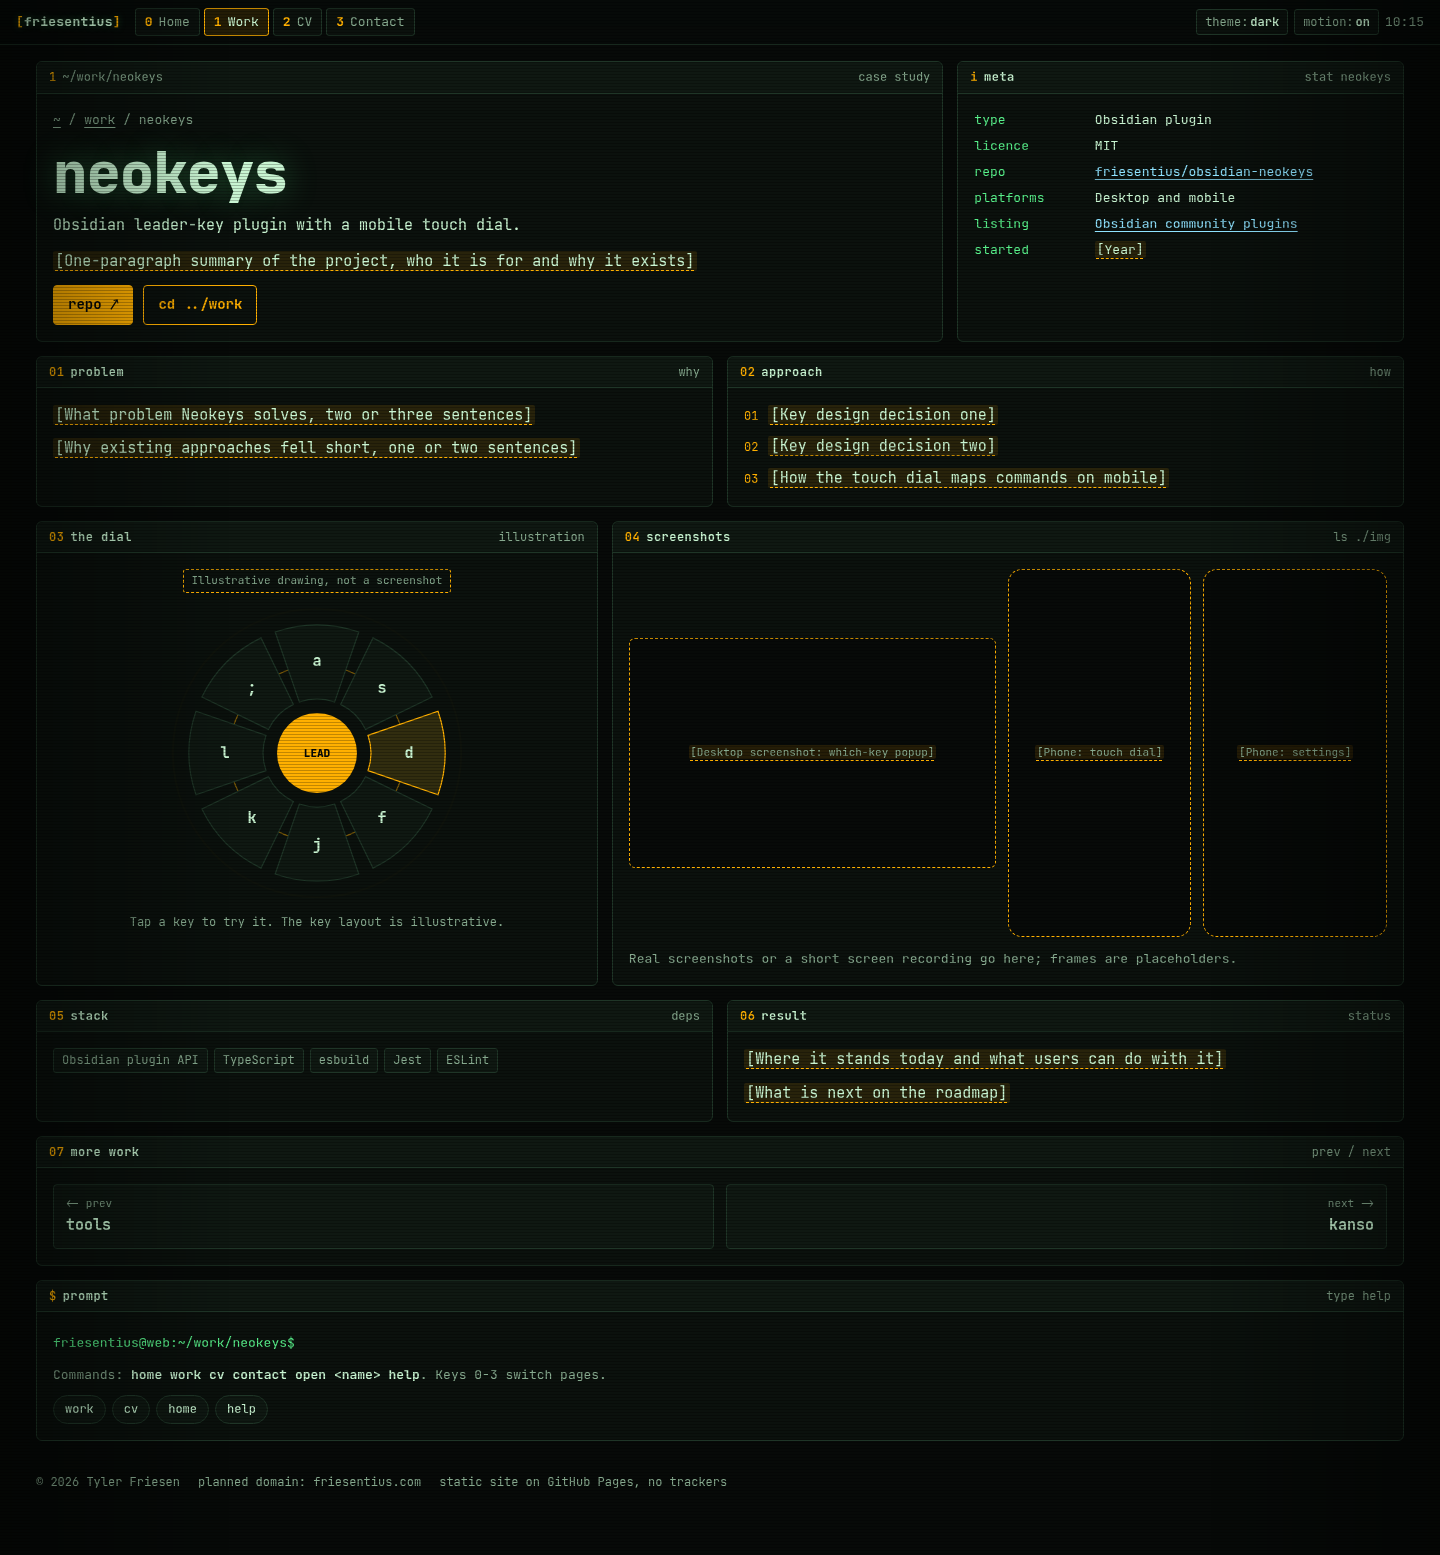 [friesentius] 0 Home 1 Work 2 CV 3 Contact theme:dark motion:on 10:15
1 ~/work/neokeys case study
~ / work / neokeys
neokeys
Obsidian leader-key plugin with a mobile touch dial.
[One-paragraph summary of the project, who it is for and why it exists]
repo ↗ cd ../work
i meta stat neokeys
type Obsidian plugin
licence MIT
repo friesentius/obsidian-neokeys
platforms Desktop and mobile
listing Obsidian community plugins
started [Year]
01 problem why
[What problem Neokeys solves, two or three sentences]
[Why existing approaches fell short, one or two sentences]
02 approach how
01 [Key design decision one]
02 [Key design decision two]
03 [How the touch dial maps commands on mobile]
03 the dial illustration
Illustrative drawing, not a screenshot
a
; s
l LEAD d
k f
j
Tap a key to try it. The key layout is illustrative.
04 screenshots ls ./img
[Desktop screenshot: which-key popup] [Phone: touch dial] [Phone: settings]
Real screenshots or a short screen recording go here; frames are placeholders.
05 stack deps
Obsidian plugin API TypeScript esbuild Jest ESLint
06 result status
[Where it stands today and what users can do with it]
[What is next on the roadmap]
07 more work prev / next
← prev
tools
next →
kanso
$ prompt type help
friesentius@web:~/work/neokeys$
Commands: home work cv contact open <name> help. Keys 0-3 switch pages.
work cv home help
© 2026 Tyler Friesen planned domain: friesentius.com static site on GitHub Pages, no trackers